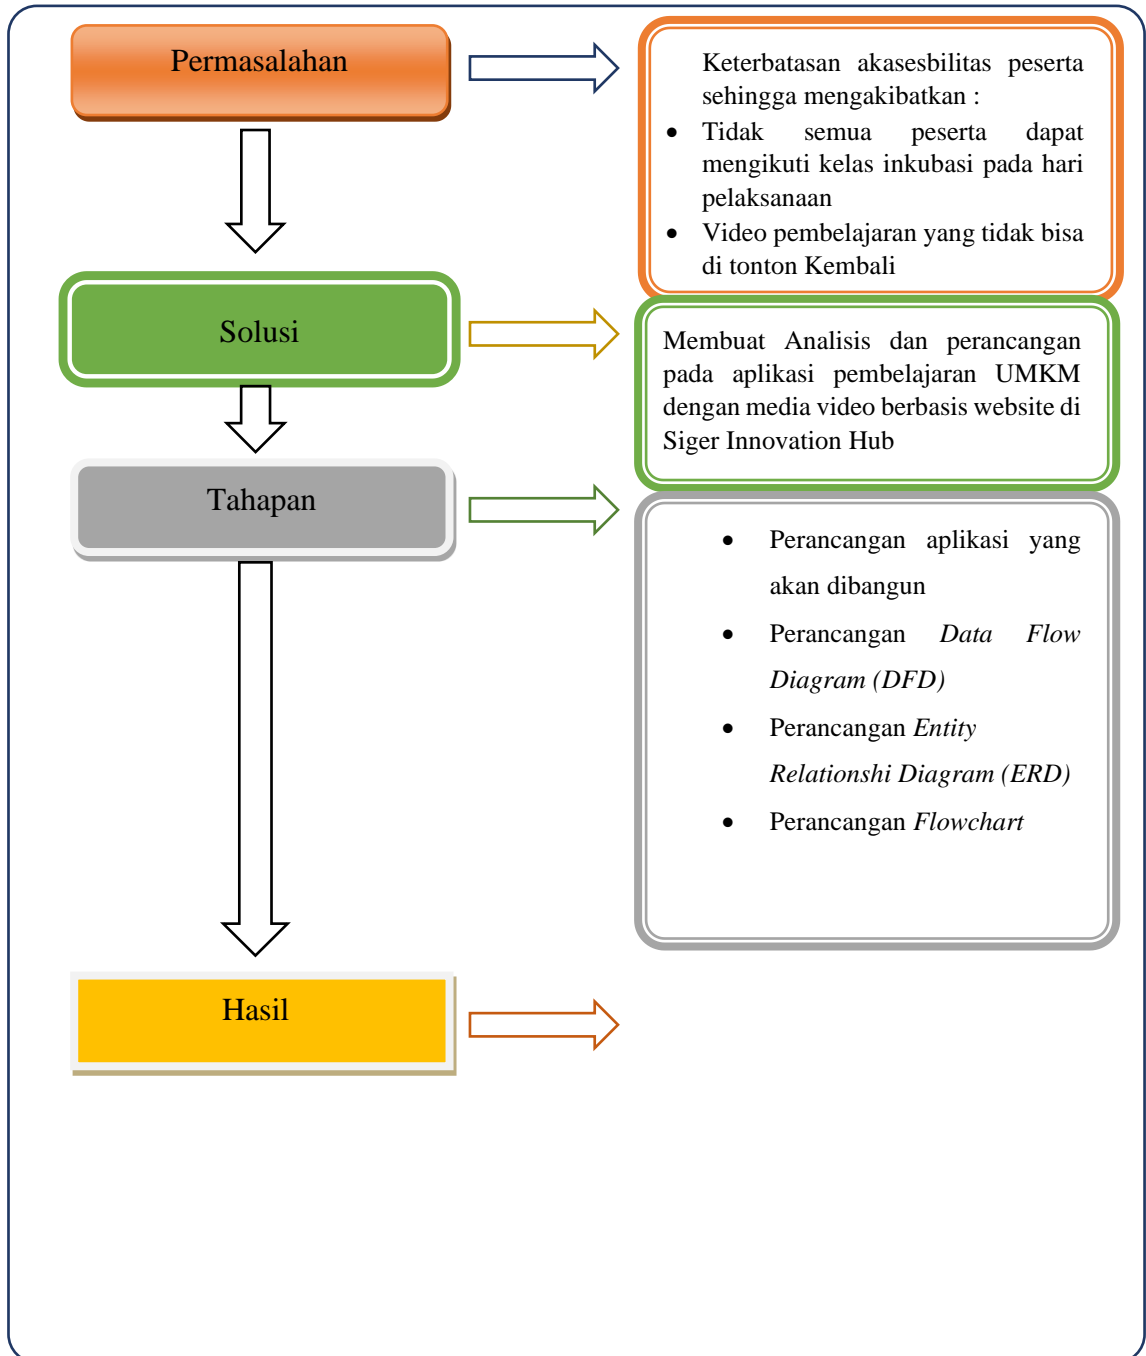 Permasalahan
Keterbatasan akasesbilitas peserta
sehingga mengakibatkan :
• Tidak semua peserta dapat
mengikuti kelas inkubasi pada hari
pelaksanaan
• Video pembelajaran yang tidak bisa
di tonton Kembali
Solusi
Membuat Analisis dan perancangan
pada aplikasi pembelajaran UMKM
dengan media video berbasis website di
Siger Innovation Hub
Tahapan
• Perancangan aplikasi yang
akan dibangun
• Perancangan Data Flow
Diagram (DFD)
• Perancangan Entity
Relationshi Diagram (ERD)
• Perancangan Flowchart
Hasil